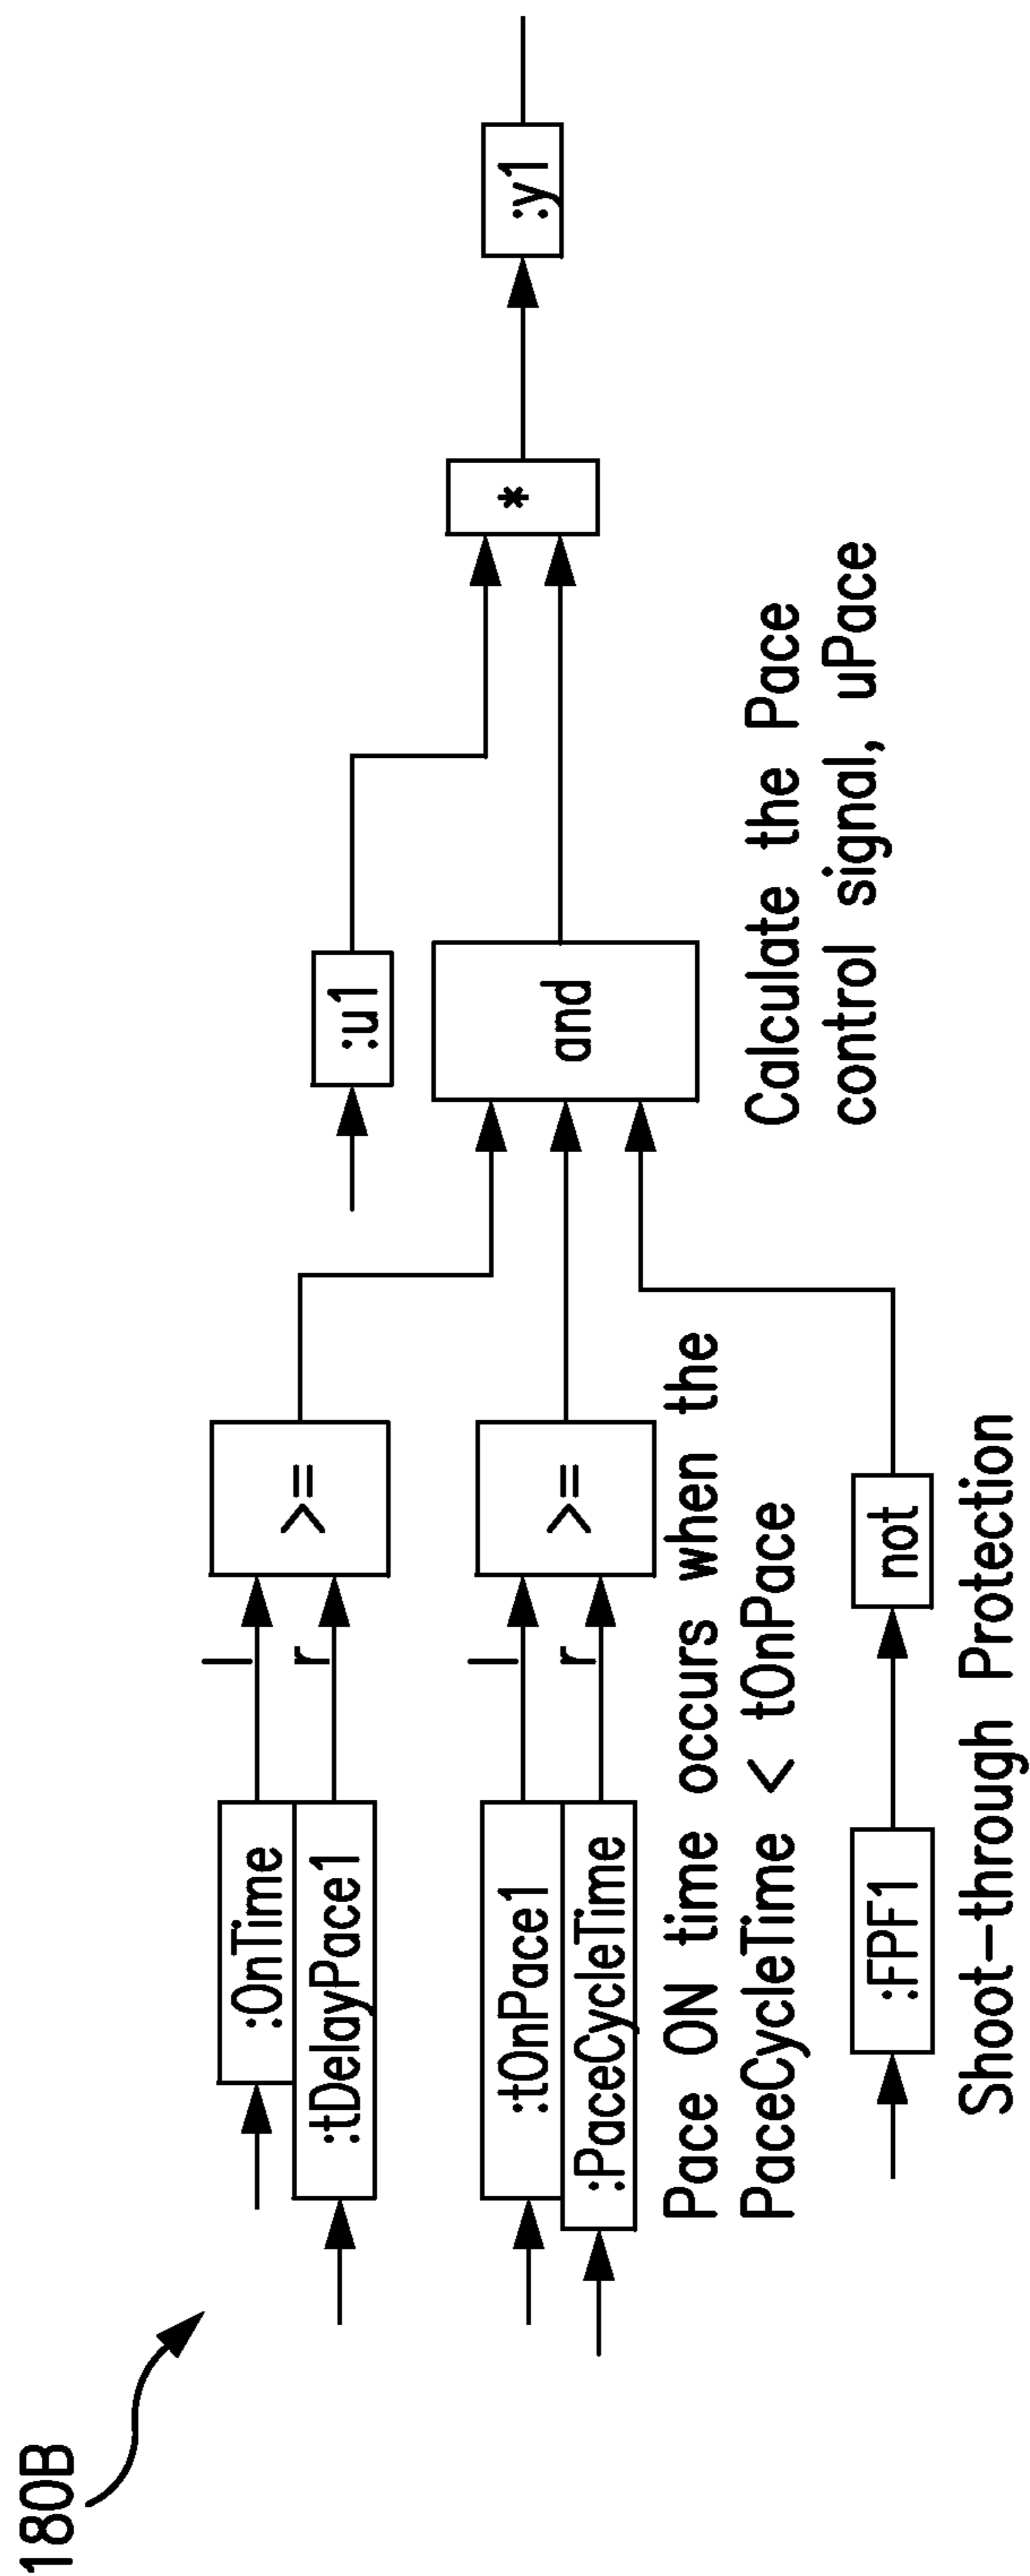 180B
:OnTime
:tDelayPace1
l
r
>=
:tOnPace1
:PaceCycleTime
l
r
>=
Pace ON time occurs when the
PaceCycleTime < tOnPace
:FPF1
not
Shoot-through Protection
:u1
and
Calculate the Pace
control signal, uPace
*
:y1